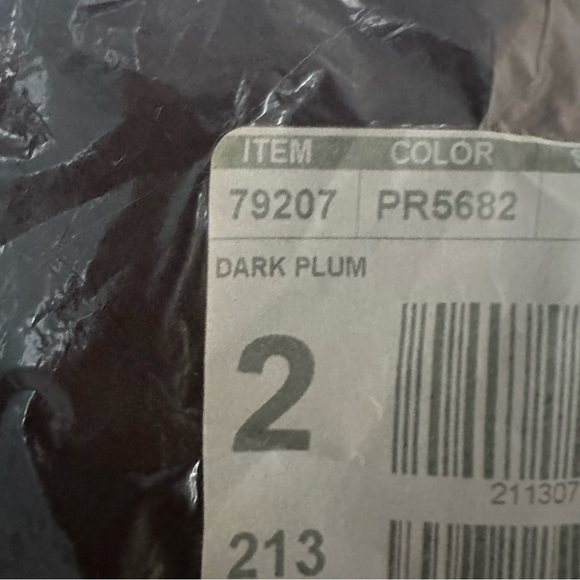 ITEM COLOR
79207 PR5682
DARK PLUM
2
211307
213